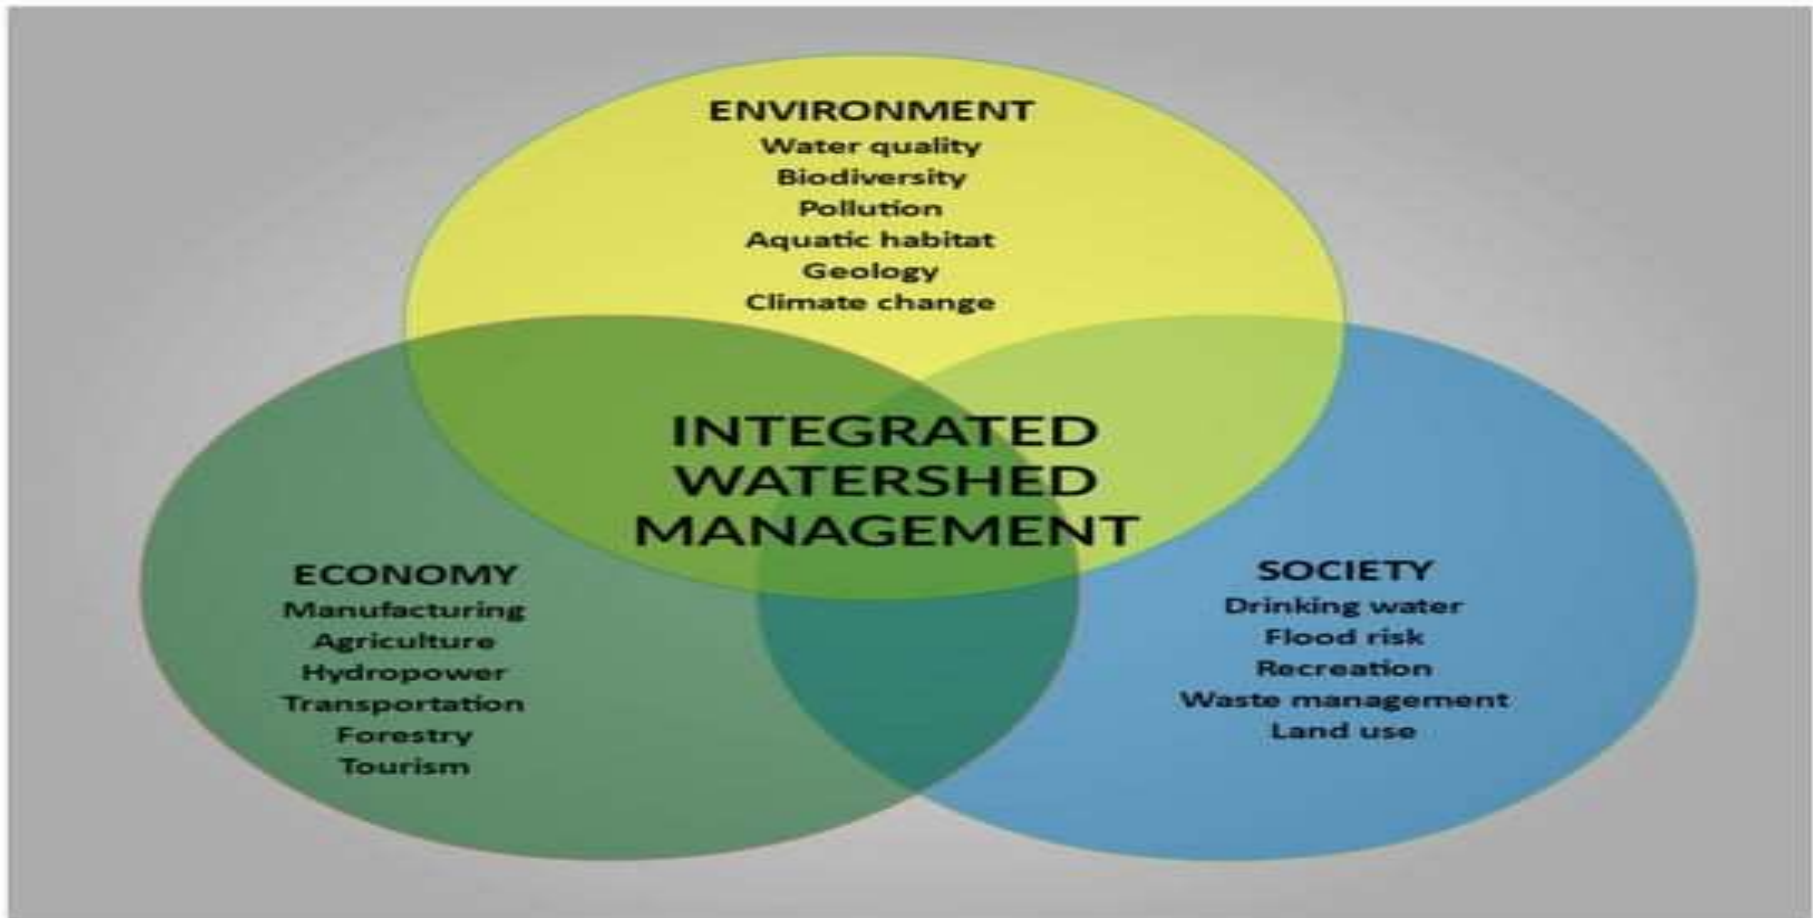 ENVIRONMENT
Water quality
Biodiversity
Pollution
Aquatic habitat
Geology
Climate change
INTEGRATED
WATERSHED
MANAGEMENT
ECONOMY
Manufacturing
Agriculture
Hydropower
Transportation
Forestry
Tourism
SOCIETY
Drinking water
Flood risk
Recreation
Waste management
Land use